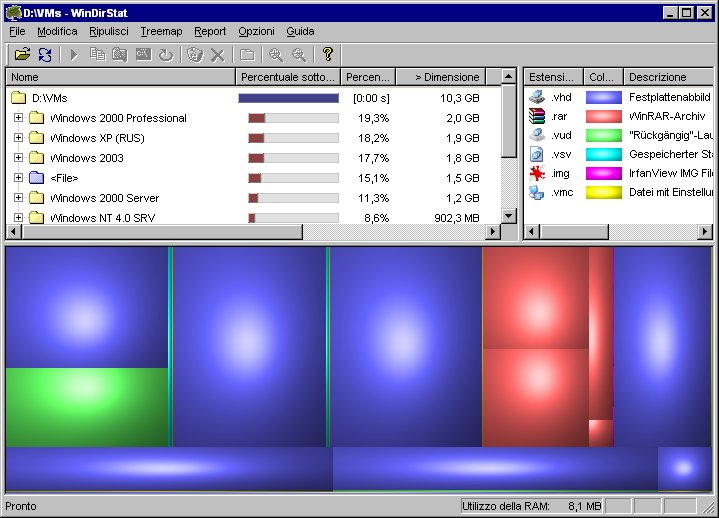 D:\VMs - WinDirStat
File Modifica Ripulisci Treemap Report Opzioni Guida
Nome Percentuale sotto... Percen... > Dimensione
D:\VMs [0:00 s] 10,3 GB
Windows 2000 Professional 19,3% 2,0 GB
Windows XP (RUS) 18,2% 1,9 GB
Windows 2003 17,7% 1,8 GB
<File> 15,1% 1,5 GB
Windows 2000 Server 11,3% 1,2 GB
Windows NT 4.0 SRV 8,6% 902,3 MB
Estensi... Col... Descrizione
.vhd Festplattenabbild
.rar WinRAR-Archiv
.vud "Rückgängig"-Lau
.vsv Gespeicherter Sta
.img IrfanView IMG File
.vmc Datei mit Einstellu
Pronto
Utilizzo della RAM: 8,1 MB